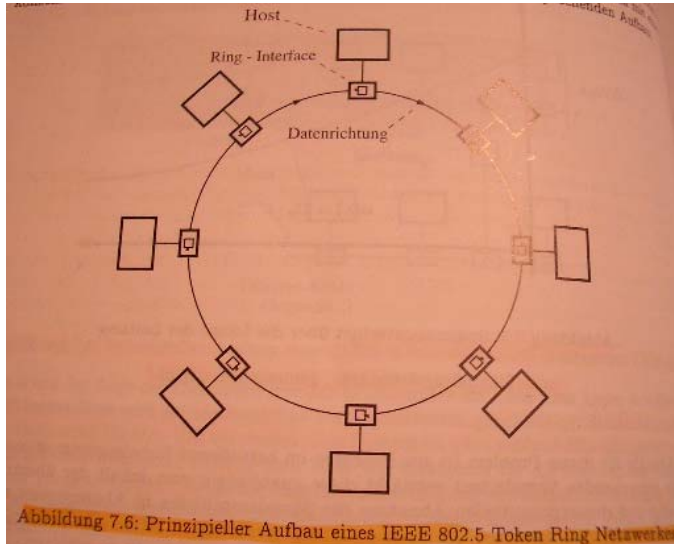 Host
Ring - Interface
Datenrichtung
Abbildung 7.6: Prinzipieller Aufbau eines IEEE 802.5 Token Ring Netzwerkes